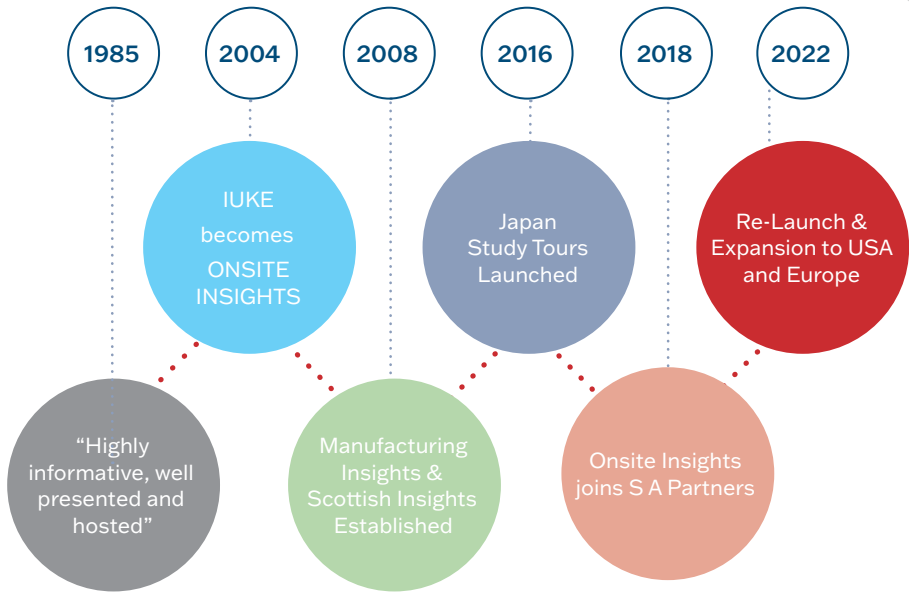 1985
2004
2008
2016
2018
2022
IUKE
becomes
ONSITE
INSIGHTS
Japan
Study Tours
Launched
Re-Launch &
Expansion to USA
and Europe
“Highly
informative, well
presented and
hosted”
Manufacturing
Insights &
Scottish Insights
Established
Onsite Insights
joins S A Partners